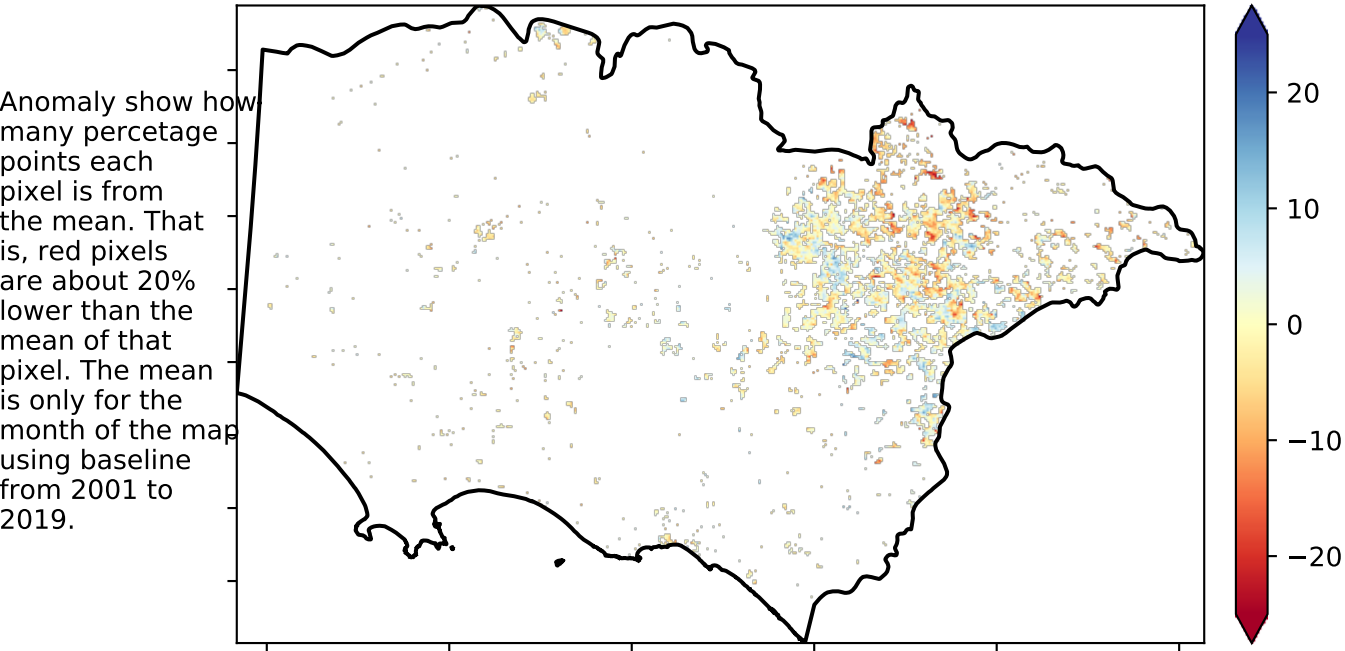 Anomaly show how
many percetage
points each
pixel is from
the mean. That
is, red pixels
are about 20%
lower than the
mean of that
pixel. The mean
is only for the
month of the map
using baseline
from 2001 to
2019.
20
10
0
−10
−20